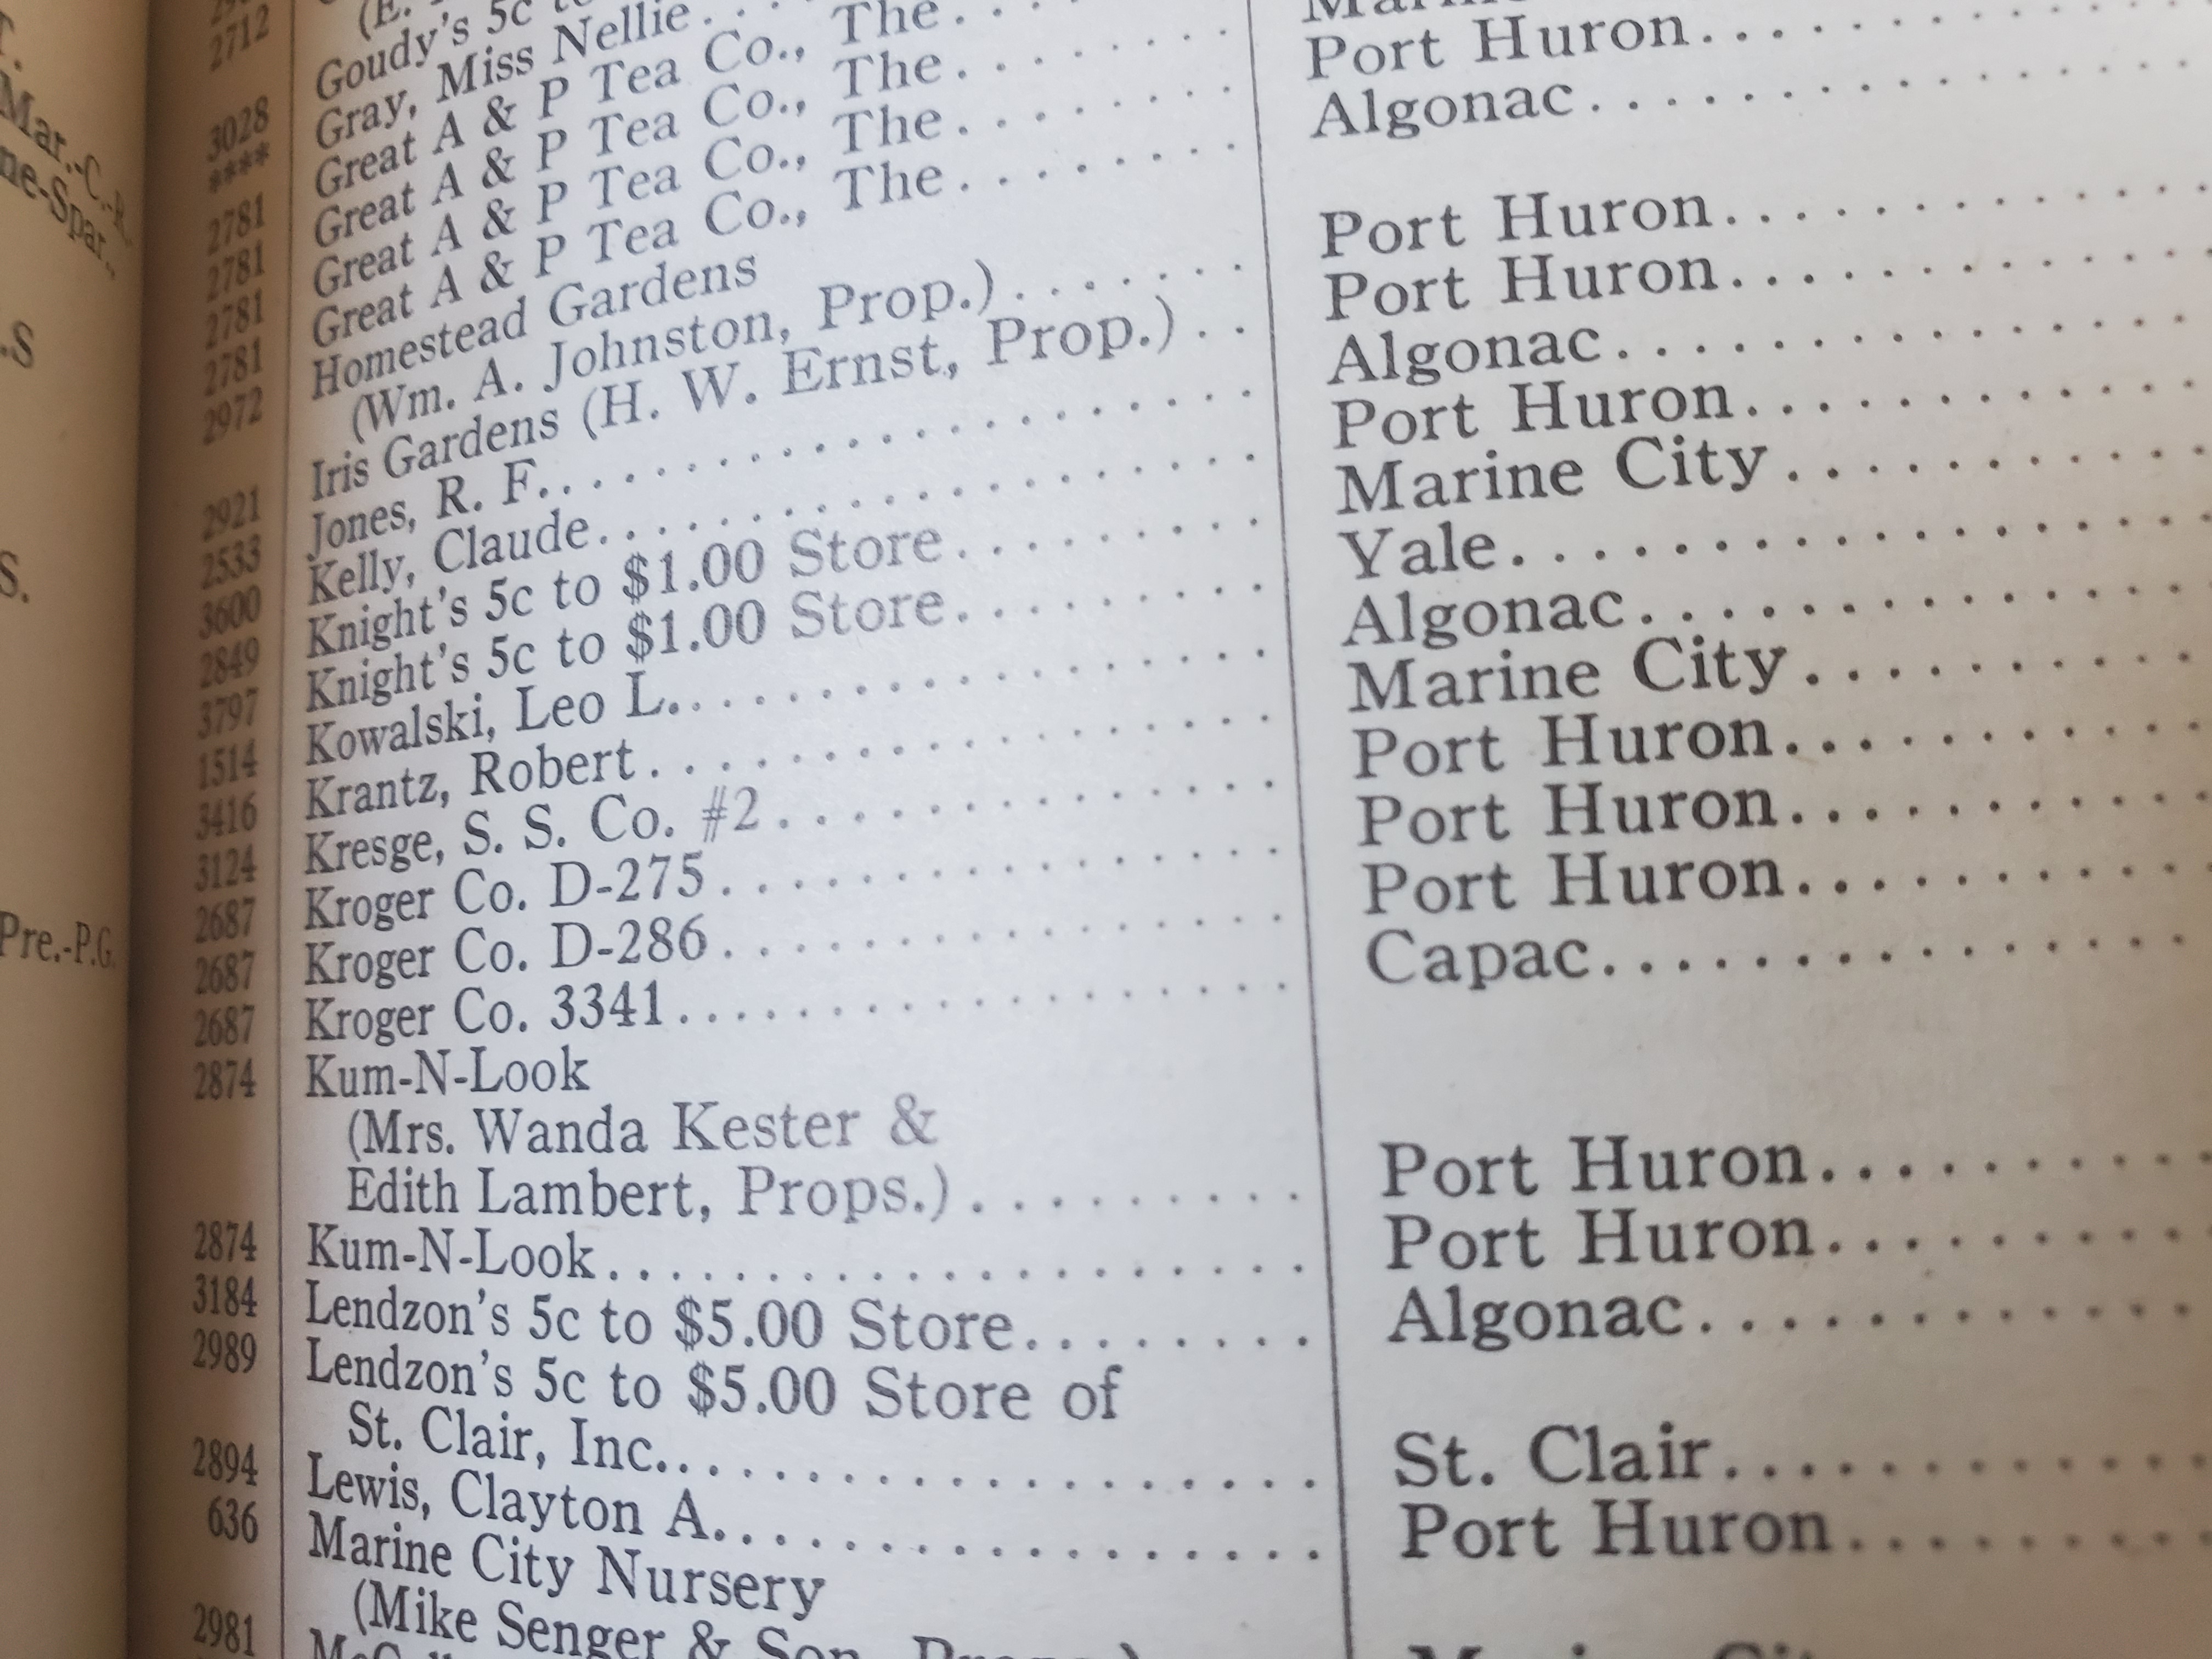 2712
3028 Goudy's 5c to
**** Gray, Miss Nellie...
2781 Great A & P Tea Co., The...
2781 Great A & P Tea Co., The....... Marine
2781 Great A & P Tea Co., The....... Port Huron.............
2781 Great A & P Tea Co., The....... Algonac.............
2972 Homestead Gardens
(Wm. A. Johnston, Prop.)....... Port Huron.............
2921 Iris Gardens (H. W. Ernst, Prop.).. Port Huron.............
2533 Jones, R. F................ Algonac.............
3600 Kelly, Claude................ Port Huron.............
2849 Knight's 5c to $1.00 Store......... Marine City...........
3797 Knight's 5c to $1.00 Store......... Yale................
1514 Kowalski, Leo L................ Algonac.............
3416 Krantz, Robert................ Marine City..........
3124 Kresge, S. S. Co. #2............. Port Huron..........
2687 Kroger Co. D-275............... Port Huron..........
2687 Kroger Co. D-286............... Port Huron..........
2687 Kroger Co. 3341................ Capac...............
2874 Kum-N-Look
(Mrs. Wanda Kester &
Edith Lambert, Props.)........... Port Huron..........
2874 Kum-N-Look................... Port Huron..........
3184 Lendzon's 5c to $5.00 Store........ Algonac.............
2989 Lendzon's 5c to $5.00 Store of
St. Clair, Inc................... St. Clair.............
2894 Lewis, Clayton A................ Port Huron..........
636 Marine City Nursery
(Mike Senger & Son, Props.)
2981
Mar.-C.-R.
.S
S.
Pre.-P.G.